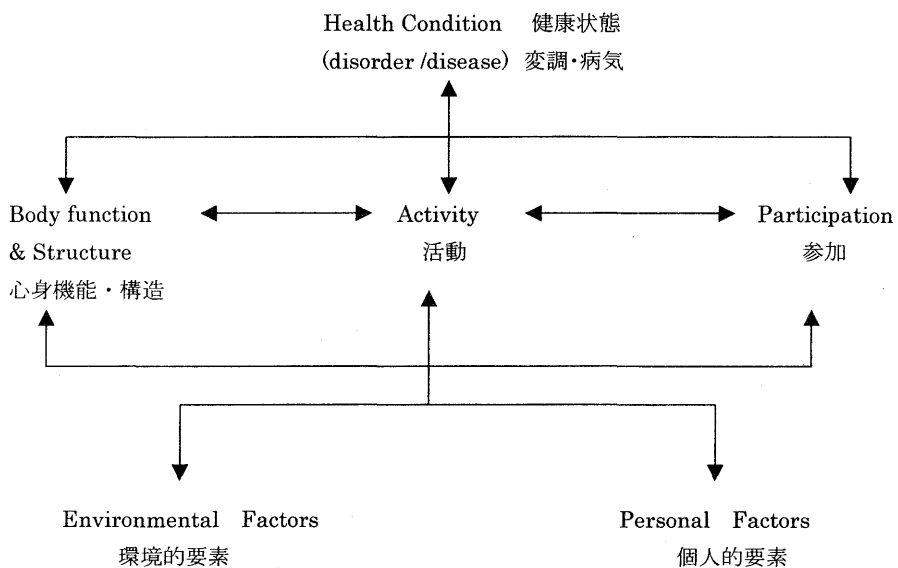 Health Condition 健康状態
(disorder /disease) 変調・病気
Body function
& Structure
心身機能・構造
Activity
活動
Participation
参加
Environmental Factors
環境的要素
Personal Factors
個人的要素